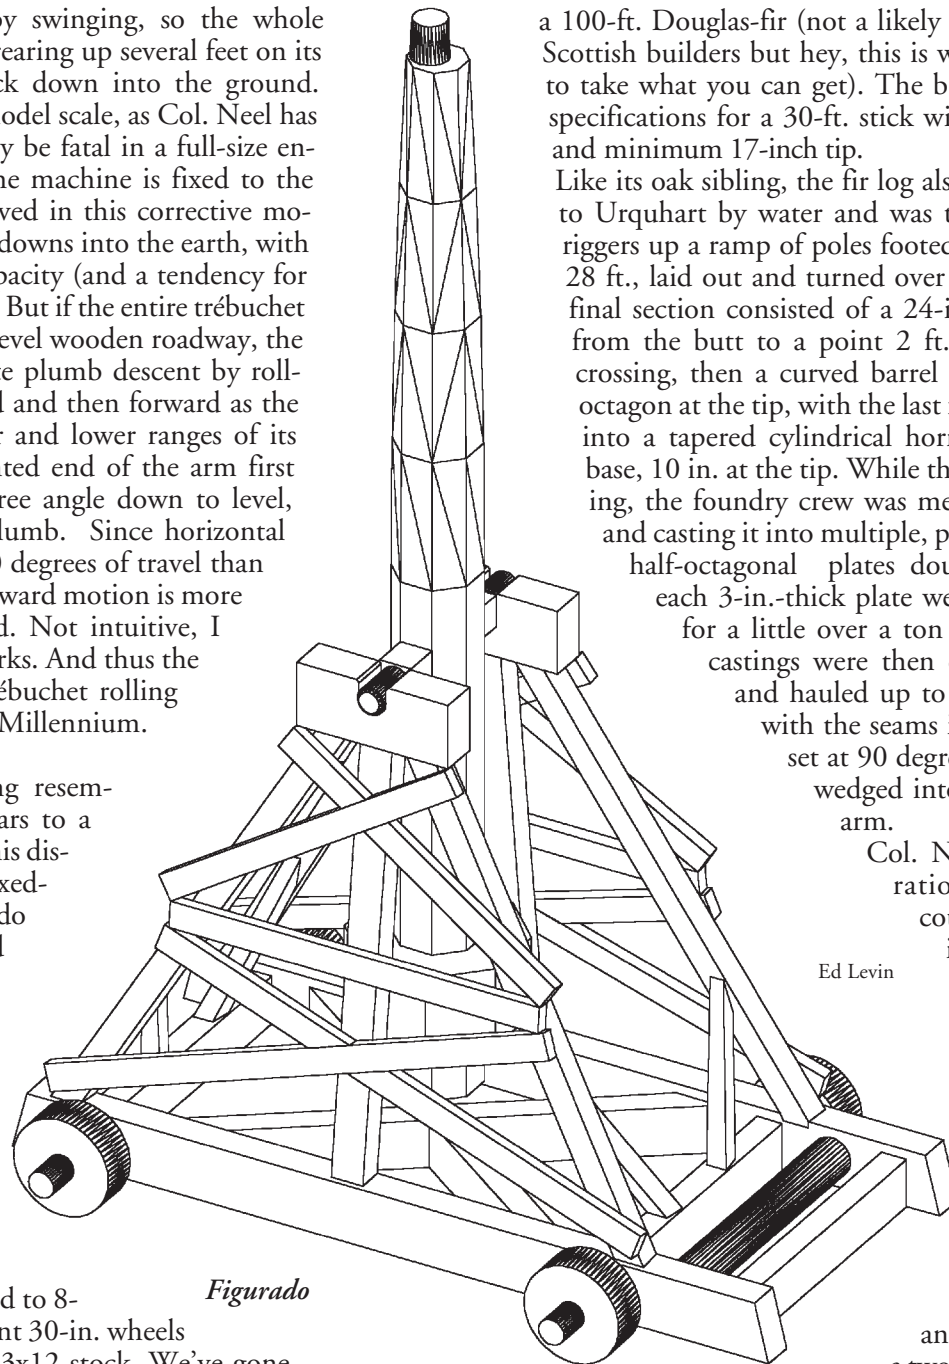 by swinging, so the whole
rearing up several feet on its
ck down into the ground.
odel scale, as Col. Neel has
y be fatal in a full-size en-
ne machine is fixed to the
ved in this corrective mo-
downs into the earth, with
pacity (and a tendency for
But if the entire trébuchet
evel wooden roadway, the
te plumb descent by roll-
d and then forward as the
r and lower ranges of its
nted end of the arm first
ree angle down to level,
lumb. Since horizontal
0 degrees of travel than
ward motion is more
d. Not intuitive, I
rks. And thus the
ébuchet rolling
Millennium.
ng resem-
ars to a
his dis-
xed-
do
d
d to 8-
nt 30-in. wheels
3x12 stock. We've gone
Figurado
a 100-ft. Douglas-fir (not a likely
Scottish builders but hey, this is w
to take what you can get). The b
specifications for a 30-ft. stick wi
and minimum 17-inch tip.
Like its oak sibling, the fir log als
to Urquhart by water and was t
riggers up a ramp of poles footed
28 ft., laid out and turned over
final section consisted of a 24-i
from the butt to a point 2 ft.
crossing, then a curved barrel
octagon at the tip, with the last
into a tapered cylindrical horn
base, 10 in. at the tip. While th
ing, the foundry crew was me
and casting it into multiple, p
half-octagonal plates dou
each 3-in.-thick plate we
for a little over a ton
castings were then
and hauled up to
with the seams
set at 90 degre
wedged into
arm.
Col. N
ratio
co
i
Ed Levin
an